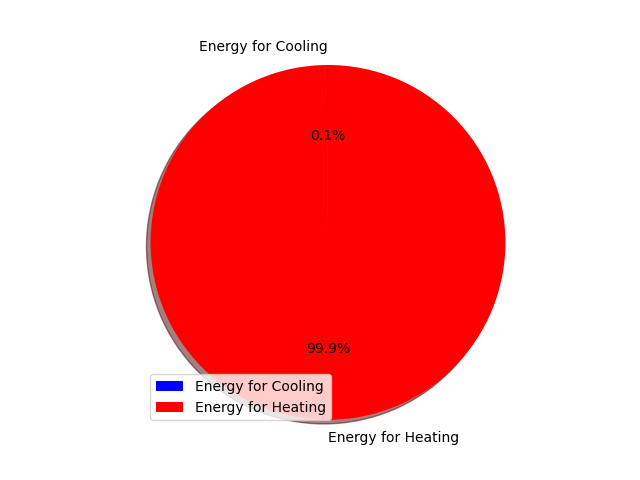 Energy for Cooling
0.1%
99.9%
Energy for Cooling
Energy for Heating
Energy for Heating